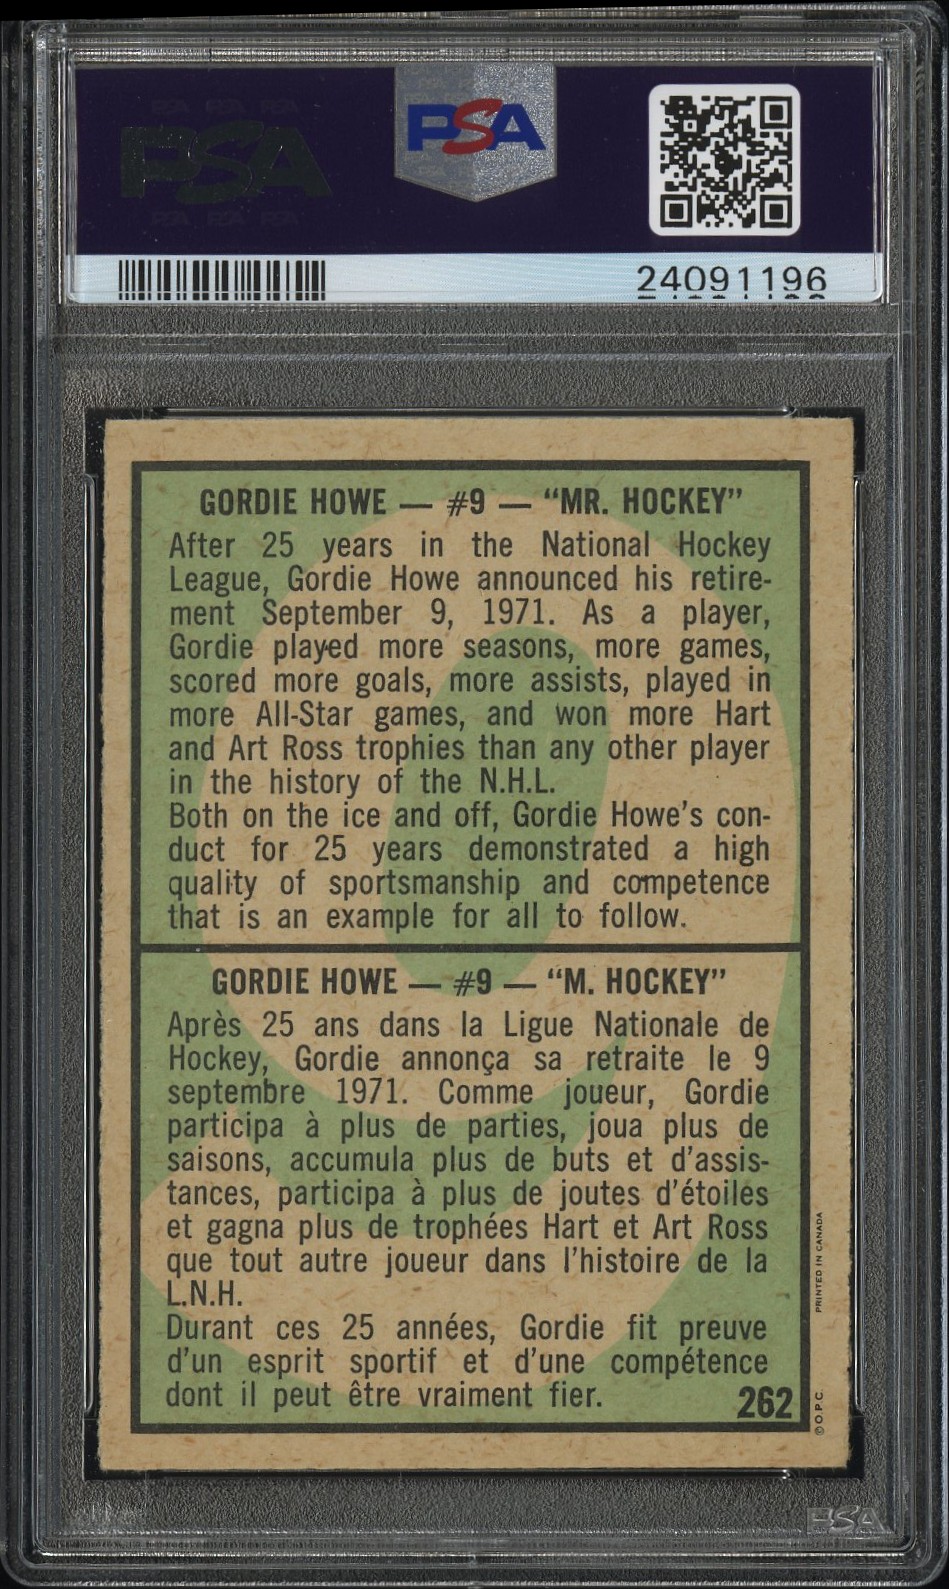 PSA PSA PSA
PSA
PSA PSA PSA
PSA
24091196
GORDIE HOWE — #9 — “MR. HOCKEY”
After 25 years in the National Hockey
League, Gordie Howe announced his retire-
ment September 9, 1971. As a player,
Gordie played more seasons, more games,
scored more goals, more assists, played in
more All-Star games, and won more Hart
and Art Ross trophies than any other player
in the history of the N.H.L.
Both on the ice and off, Gordie Howe's con-
duct for 25 years demonstrated a high
quality of sportsmanship and competence
that is an example for all to follow.
GORDIE HOWE — #9 — “M. HOCKEY”
Après 25 ans dans la Ligue Nationale de
Hockey, Gordie annonça sa retraite le 9
septembre 1971. Comme joueur, Gordie
participa à plus de parties, joua plus de
saisons, accumula plus de buts et d'assis-
tances, participa à plus de joutes d'étoiles
et gagna plus de trophées Hart et Art Ross
que tout autre joueur dans l'histoire de la
L.N.H.
Durant ces 25 années, Gordie fit preuve
d'un esprit sportif et d'une compétence
dont il peut être vraiment fier.
262
© O.P.C.
PRINTED IN CANADA
PSA